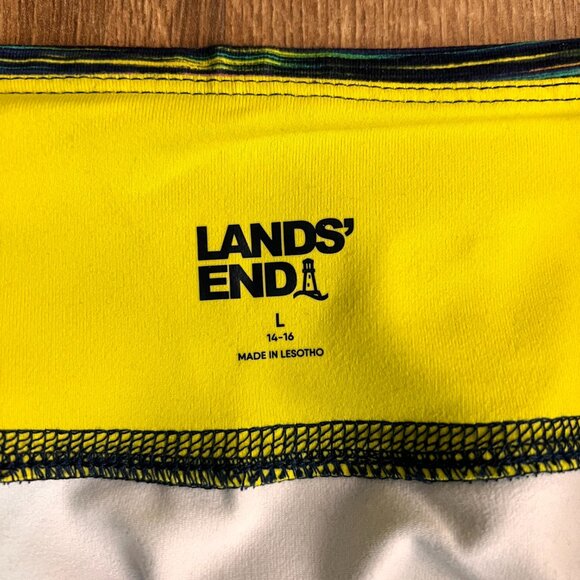 LANDS’
END
L
14-16
MADE IN LESOTHO